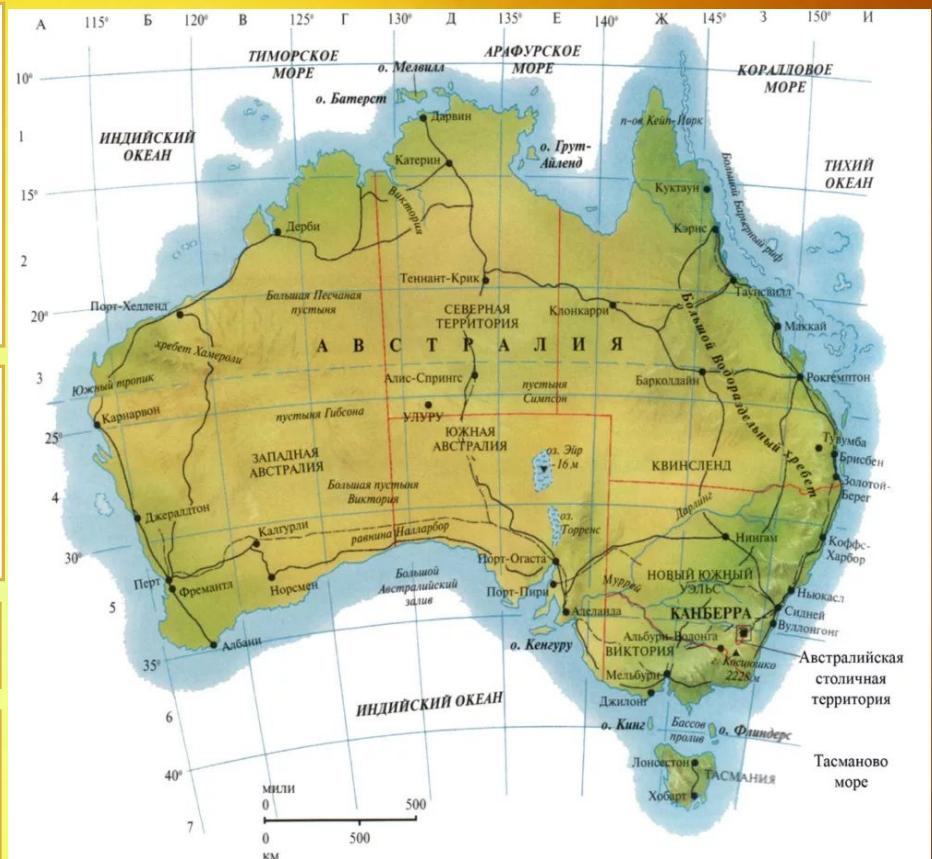 А 115° Б 120° В 125° Г 130° Д 135° Е 140° Ж 145° З 150° И
ТИМОРСКОЕ
МОРЕ
о. Мелвилл
АРАФУРСКОЕ
МОРЕ
КОРАЛЛОВОЕ
МОРЕ
10°
о. Батерст
Дарвин
п-ов Кейп-Йорк
1
ИНДИЙСКИЙ
ОКЕАН
Катерин
о. Грут-
Айленд
Большой Барьерный риф
ТИХИЙ
ОКЕАН
15°
Виктория
Куктаун
Дерби
Кэрнс
2
Теннант-Крик
Таунсвилл
Порт-Хедленд
Большая Песчаная
пустыня
СЕВЕРНАЯ
ТЕРРИТОРИЯ
Клонкарри
20°
Маккай
хребет Хамерсли
АВСТРАЛИЯ
Большой Водораздельный хребет
3
Южный тропик
Алис-Спрингс
пустыня
Симпсон
Барколдайн
Рокгемптон
Карнарвон
пустыня Гибсона
УЛУРУ
25°
ЮЖНАЯ
АВСТРАЛИЯ
Тувумба
ЗАПАДНАЯ
АВСТРАЛИЯ
оз. Эйр
-16 м
КВИНСЛЕНД
Брисбен
4
Большая пустыня
Виктория
Золотой-
Берег
Джералдтон
Дарлинг
Калгурли
равнина Налларбор
оз.
Торренс
Нингам
Коффс-
Харбор
30°
Перт
Фремантл
Норсмен
Большой
Австралийский
залив
Порт-Огаста
Порт-Пири
Муррей
НОВЫЙ ЮЖНЫЙ
УЭЛЬС
Ньюкасл
5
Аделаида
КАНБЕРРА
Сидней
Вуллонгонг
Албани
о. Кенгуру
Альбури-Водонга
ВИКТОРИЯ
г. Косцюшко
2228 м
Австралийская
столичная
территория
35°
Мельбурн
Джилонг
6
ИНДИЙСКИЙ ОКЕАН
о. Кинг
Бассов
пролив
о. Флиндерс
40°
Лонсестон
ТАСМАНИЯ
Тасманово
море
Хобарт
7
мили
0 500
0 500
км